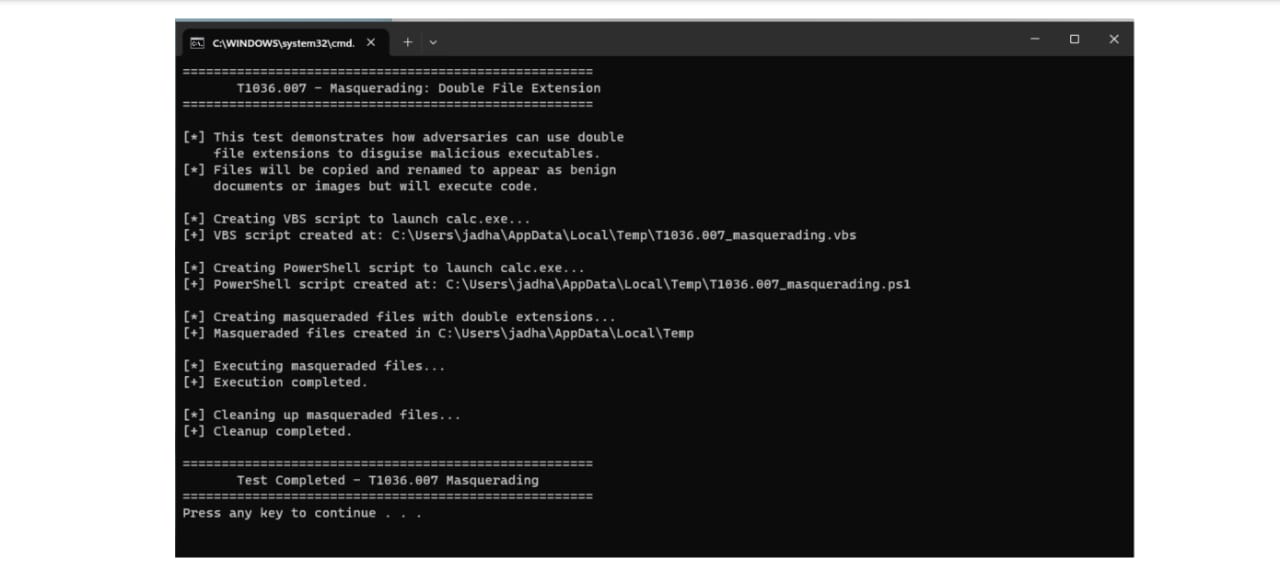 C:\WINDOWS\system32\cmd.
=====================================================
T1036.007 - Masquerading: Double File Extension
=====================================================
[*] This test demonstrates how adversaries can use double
file extensions to disguise malicious executables.
[*] Files will be copied and renamed to appear as benign
documents or images but will execute code.
[*] Creating VBS script to launch calc.exe...
[+] VBS script created at: C:\Users\jadha\AppData\Local\Temp\T1036.007_masquerading.vbs
[*] Creating PowerShell script to launch calc.exe...
[+] PowerShell script created at: C:\Users\jadha\AppData\Local\Temp\T1036.007_masquerading.ps1
[*] Creating masqueraded files with double extensions...
[+] Masqueraded files created in C:\Users\jadha\AppData\Local\Temp
[*] Executing masqueraded files...
[+] Execution completed.
[*] Cleaning up masqueraded files...
[+] Cleanup completed.
=====================================================
Test Completed - T1036.007 Masquerading
=====================================================
Press any key to continue . . .